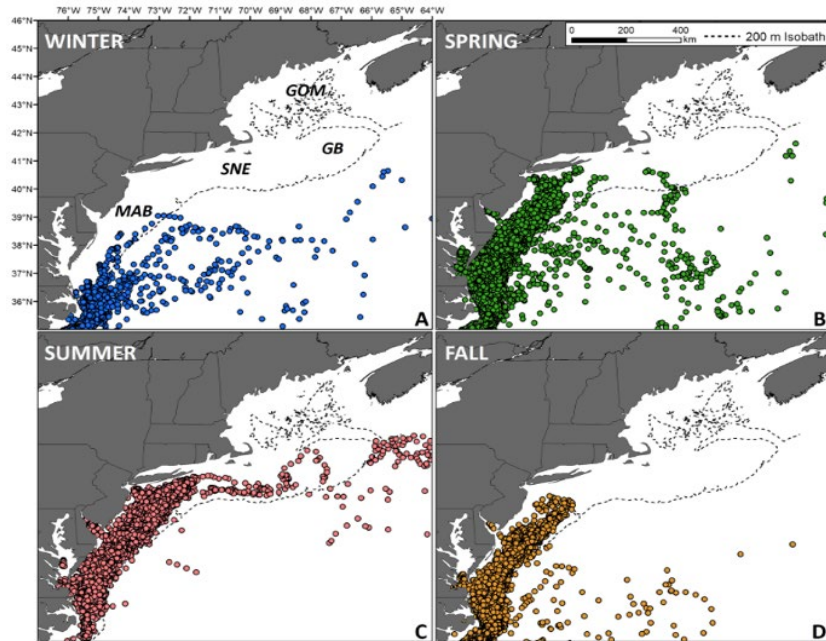 76°W 75°W 74°W 73°W 72°W 71°W 70°W 69°W 68°W 67°W 66°W 65°W 64°W
46°N
45°N
44°N
43°N
42°N
41°N
40°N
39°N
38°N
37°N
36°N
WINTER
GOM
GB
SNE
MAB
A
SPRING
0 200 400
km
200 m Isobath
B
SUMMER
C
FALL
D